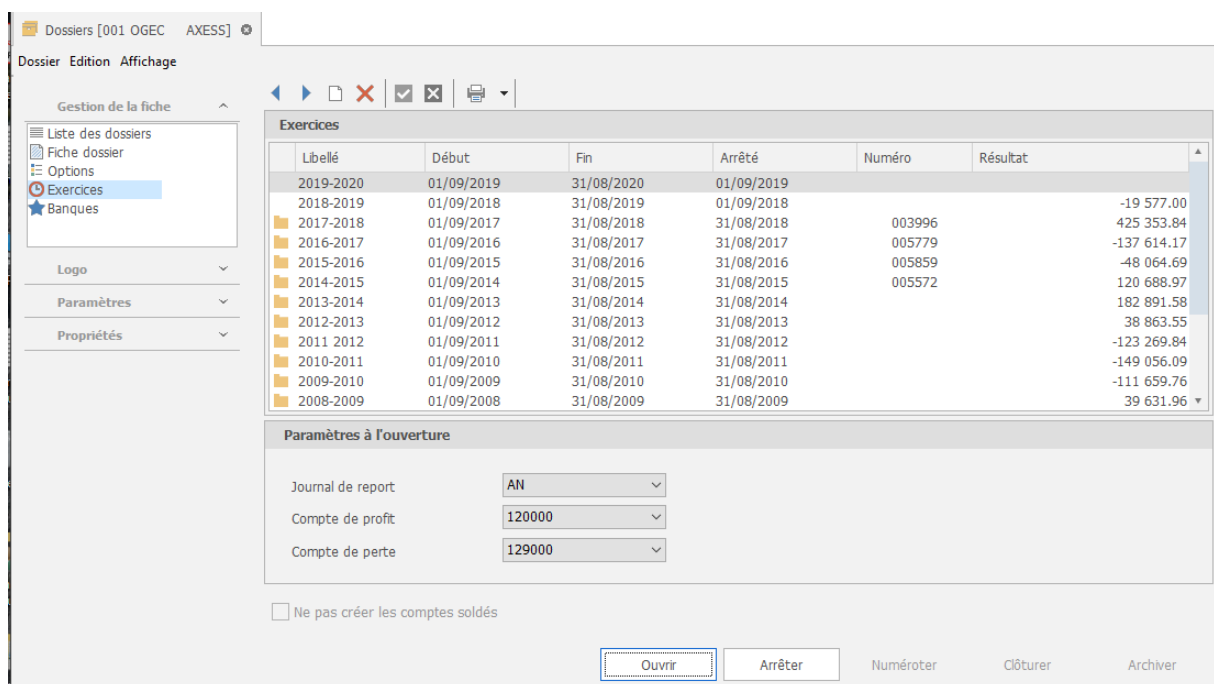 Dossiers [001 OGEC AXESS]
Dossier Edition Affichage
Gestion de la fiche
Liste des dossiers
Fiche dossier
Options
Exercices
Banques
Logo
Paramètres
Propriétés
Exercices
Libellé Début Fin Arrêté Numéro Résultat
2019-2020 01/09/2019 31/08/2020 01/09/2019
2018-2019 01/09/2018 31/08/2019 01/09/2018 -19 577.00
2017-2018 01/09/2017 31/08/2018 31/08/2018 003996 425 353.84
2016-2017 01/09/2016 31/08/2017 31/08/2017 005779 -137 614.17
2015-2016 01/09/2015 31/08/2016 31/08/2016 005859 -48 064.69
2014-2015 01/09/2014 31/08/2015 31/08/2015 005572 120 688.97
2013-2014 01/09/2013 31/08/2014 31/08/2014 182 891.58
2012-2013 01/09/2012 31/08/2013 31/08/2013 38 863.55
2011 2012 01/09/2011 31/08/2012 31/08/2012 -123 269.84
2010-2011 01/09/2010 31/08/2011 31/08/2011 -149 056.09
2009-2010 01/09/2009 31/08/2010 31/08/2010 -111 659.76
2008-2009 01/09/2008 31/08/2009 31/08/2009 39 631.96
Paramètres à l'ouverture
Journal de report AN
Compte de profit 120000
Compte de perte 129000
Ne pas créer les comptes soldés
Ouvrir Arrêter Numéroter Clôturer Archiver